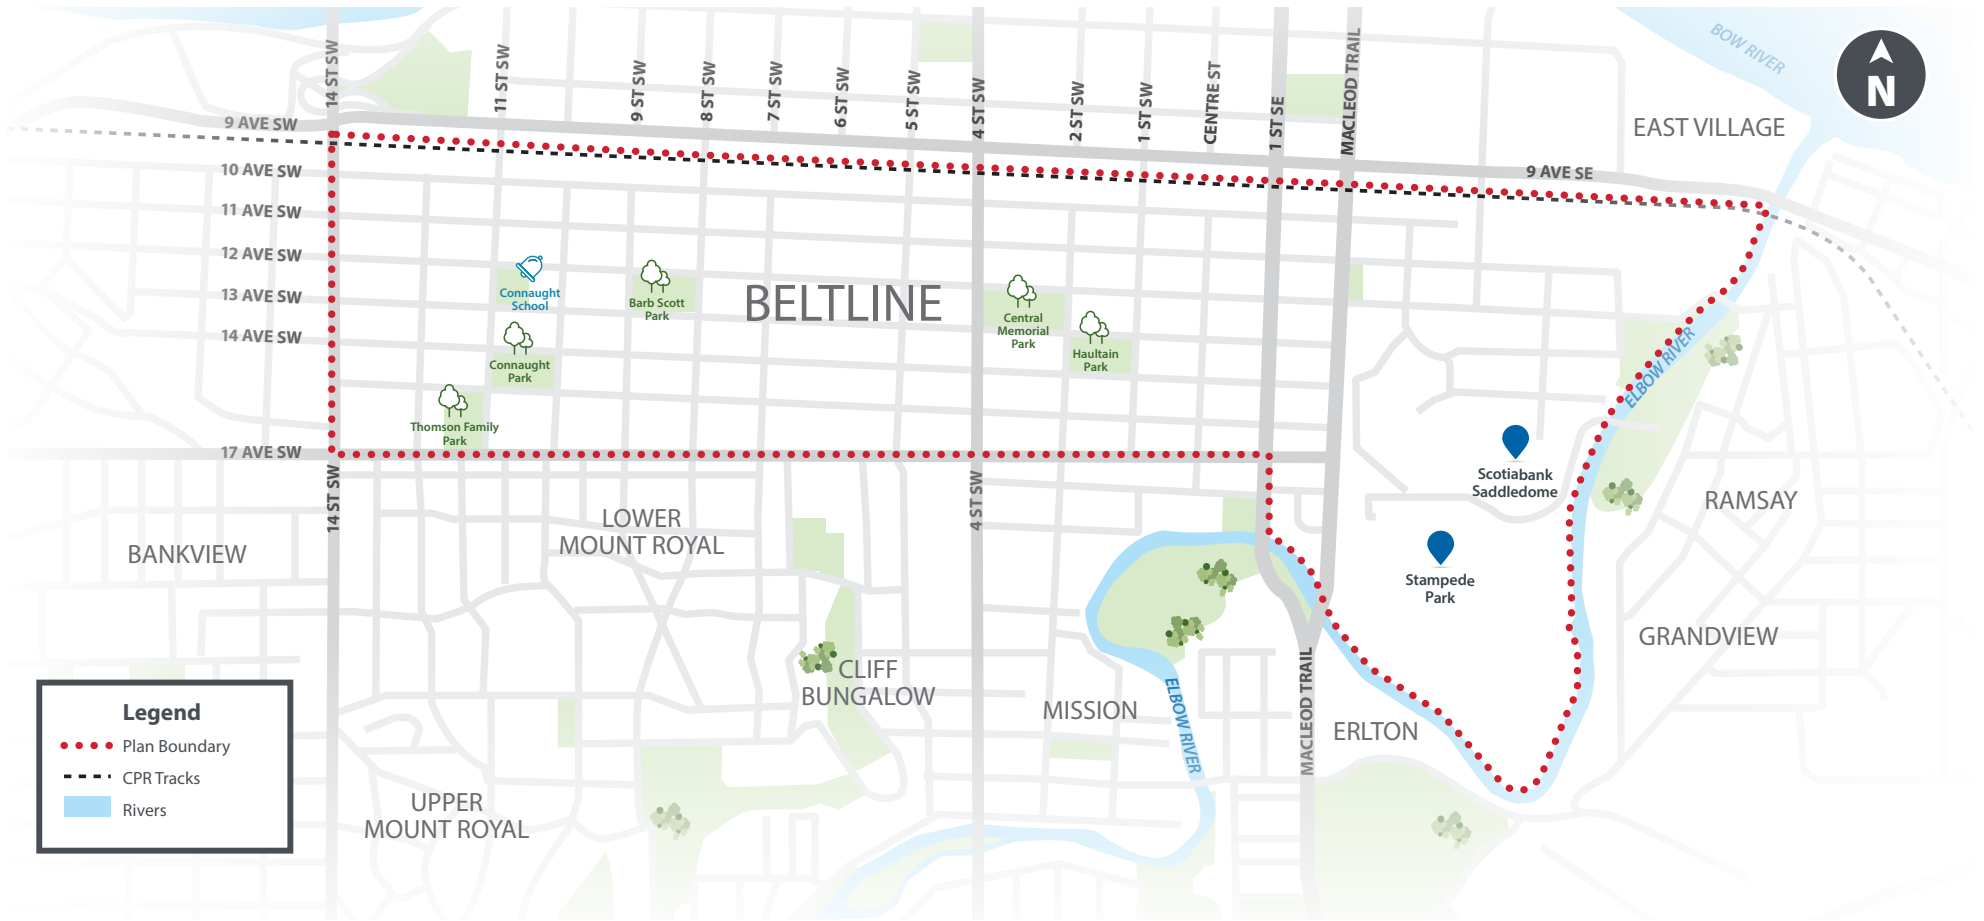 14 ST SW
11 ST SW
9 ST SW
8 ST SW
7 ST SW
6 ST SW
5 ST SW
4 ST SW
2 ST SW
1 ST SW
CENTRE ST
1 ST SE
MACLEOD TRAIL
BOW RIVER
N
EAST VILLAGE
9 AVE SW
10 AVE SW
11 AVE SW
12 AVE SW
13 AVE SW
14 AVE SW
17 AVE SW
9 AVE SE
Connaught
School
Barb Scott
Park
BELTLINE
Central
Memorial
Park
Haultain
Park
Connaught
Park
Thomson Family
Park
ELBOW RIVER
Scotiabank
Saddledome
Stampede
Park
RAMSAY
GRANDVIEW
14 ST SW
4 ST SW
BANKVIEW
LOWER
MOUNT ROYAL
CLIFF
BUNGALOW
MISSION
ELBOW RIVER
MACLEOD TRAIL
ERLTON
UPPER
MOUNT ROYAL
Legend
Plan Boundary
CPR Tracks
Rivers